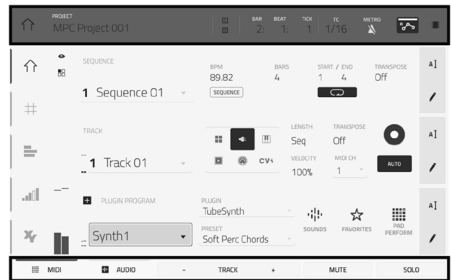 PROJECT
MPC Project 001
BAR BEAT TICK TC METRO
2: 1: 1 1/16
SEQUENCE
1 Sequence 01
BPM BARS START / END TRANSPOSE
89.82 4 1 4 Off
SEQUENCE
TRACK
1 Track 01
LENGTH TRANSPOSE
Seq Off
CV
VELOCITY MIDI CH
100% 1
AUTO
PLUGIN PROGRAM
Synth1
PLUGIN
TubeSynth
PRESET
Soft Perc Chords
SOUNDS FAVORITES PAD PERFORM
MIDI AUDIO - TRACK + MUTE SOLO